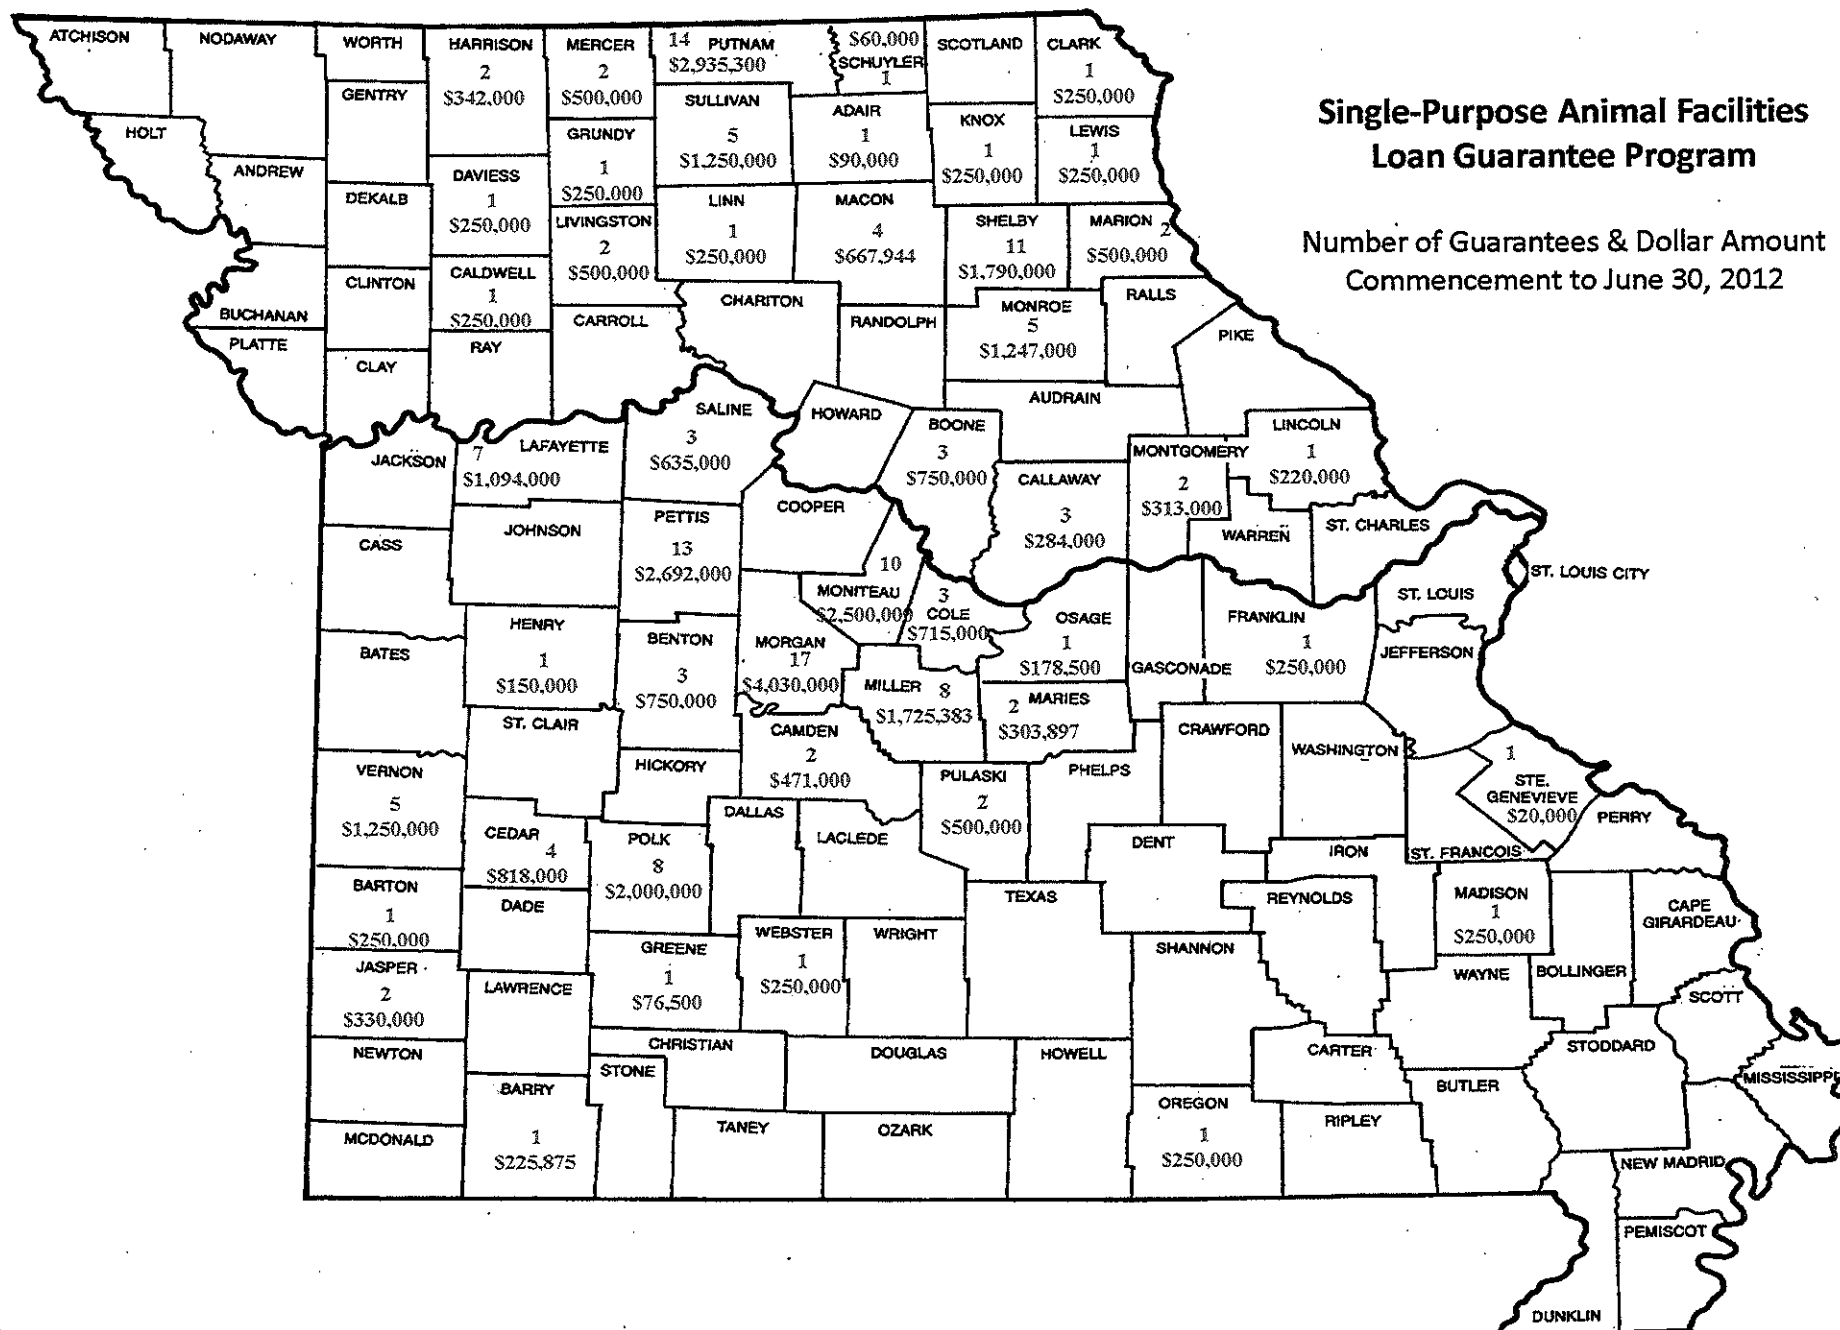 Single-Purpose Animal Facilities
Loan Guarantee Program
Number of Guarantees & Dollar Amount
Commencement to June 30, 2012
ATCHISON
NODAWAY
WORTH
HARRISON
2
$342,000
MERCER
2
$500,000
14 PUTNAM
$2,935,300
$60,000
SCHUYLER
1
SCOTLAND
CLARK
1
$250,000
GENTRY
HOLT
ANDREW
DEKALB
DAVIESS
1
$250,000
GRUNDY
1
$250,000
SULLIVAN
5
$1,250,000
ADAIR
1
$90,000
KNOX
1
$250,000
LEWIS
1
$250,000
LIVINGSTON
2
$500,000
LINN
1
$250,000
MACON
4
$667,944
SHELBY
11
$1,790,000
MARION 2
$500,000
BUCHANAN
CLINTON
CALDWELL
1
$250,000
CARROLL
CHARITON
RANDOLPH
MONROE
5
$1,247,000
RALLS
PIKE
PLATTE
CLAY
RAY
SALINE
3
$635,000
HOWARD
BOONE
3
$750,000
AUDRAIN
JACKSON
7 LAFAYETTE
$1,094,000
CALLAWAY
3
$284,000
MONTGOMERY
2
$313,000
LINCOLN
1
$220,000
WARREN
ST. CHARLES
ST. LOUIS CITY
ST. LOUIS
CASS
JOHNSON
PETTIS
13
$2,692,000
COOPER
10
MONITEAU
$2,500,000
3
COLE
$715,000
OSAGE
1
$178,500
GASCONADE
FRANKLIN
1
$250,000
JEFFERSON
BATES
HENRY
1
$150,000
BENTON
3
$750,000
MORGAN
17
$4,030,000
MILLER 8
$1,725,383
2 MARIES
$303,897
ST. CLAIR
CAMDEN
2
$471,000
HICKORY
PULASKI
2
$500,000
PHELPS
CRAWFORD
WASHINGTON
1
STE.
GENEVIEVE
$20,000
PERRY
ST. FRANCOIS
VERNON
5
$1,250,000
CEDAR
4
$818,000
POLK
8
$2,000,000
DALLAS
LACLEDE
DENT
IRON
BARTON
1
$250,000
DADE
TEXAS
REYNOLDS
MADISON
1
$250,000
CAPE
GIRARDEAU
JASPER
2
$330,000
LAWRENCE
GREENE
1
$76,500
WEBSTER
1
$250,000
WRIGHT
SHANNON
WAYNE
BOLLINGER
SCOTT
NEWTON
CHRISTIAN
STONE
DOUGLAS
HOWELL
CARTER
STODDARD
MISSISSIPPI
BARRY
1
$225,875
TANEY
OZARK
OREGON
1
$250,000
RIPLEY
BUTLER
MCDONALD
NEW MADRID
PEMISCOT
DUNKLIN